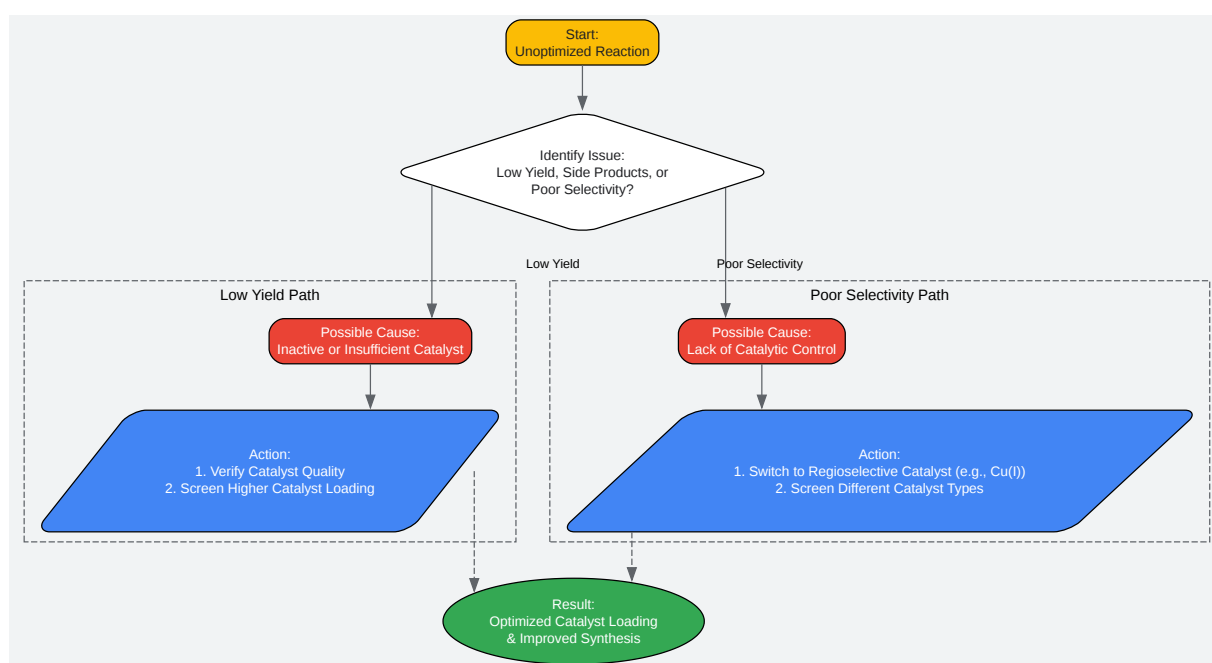 Start:
Unoptimized Reaction
Identify Issue:
Low Yield, Side Products, or
Poor Selectivity?
Low Yield
Poor Selectivity
Low Yield Path
Possible Cause:
Inactive or Insufficient Catalyst
Action:
1. Verify Catalyst Quality
2. Screen Higher Catalyst Loading
Poor Selectivity Path
Possible Cause:
Lack of Catalytic Control
Action:
1. Switch to Regioselective Catalyst (e.g., Cu(I))
2. Screen Different Catalyst Types
Result:
Optimized Catalyst Loading
& Improved Synthesis